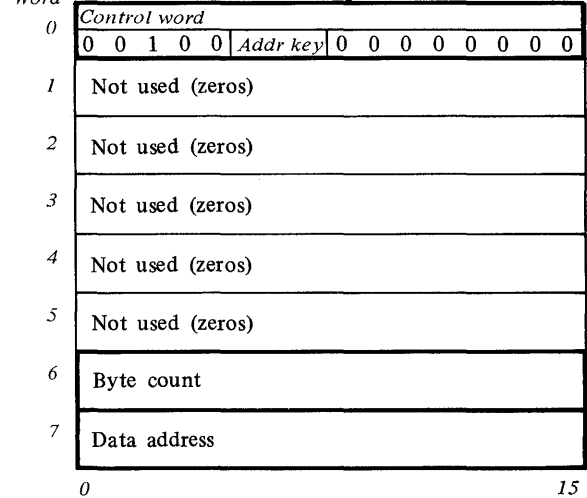 Word
0 Control word
0 0 1 0 0 Addr key 0 0 0 0 0 0 0 0
1 Not used (zeros)
2 Not used (zeros)
3 Not used (zeros)
4 Not used (zeros)
5 Not used (zeros)
6 Byte count
7 Data address
0 15